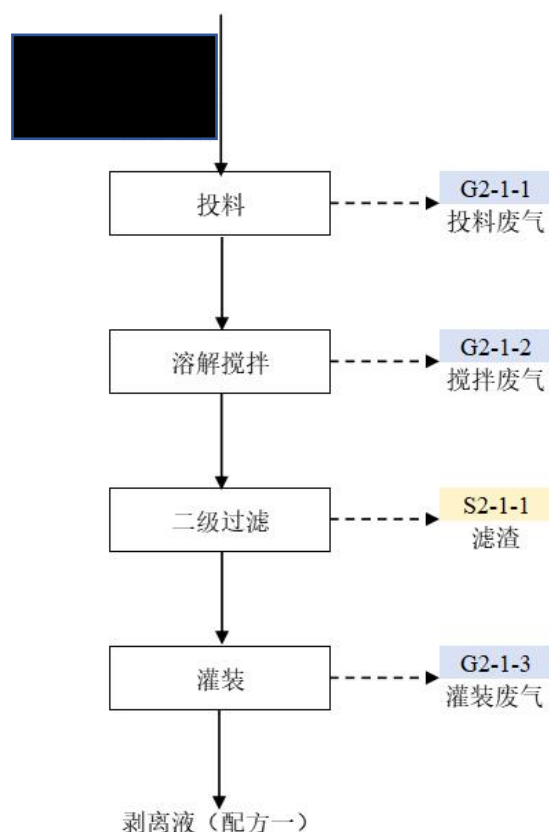 投料
G2-1-1
投料废气
溶解搅拌
G2-1-2
搅拌废气
二级过滤
S2-1-1
滤渣
灌装
G2-1-3
灌装废气
剥离液（配方一）